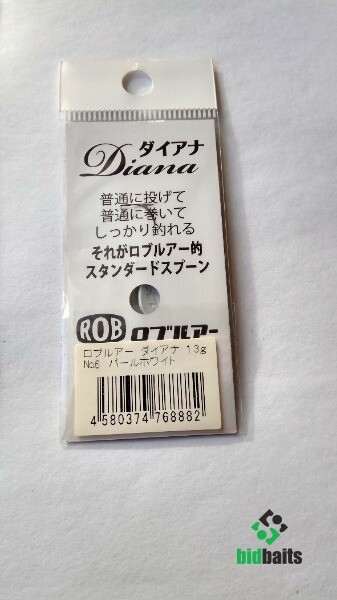 ダイアナ
Diana
普通に投げて
普通に巻いて
しっかり釣れる
それがロブルアー的
スタンダードスプーン
ROB ロブルアー
ロブルアー ダイアナ 1.3g
No.6 パールホワイト
4 580374 768882
bidbaits